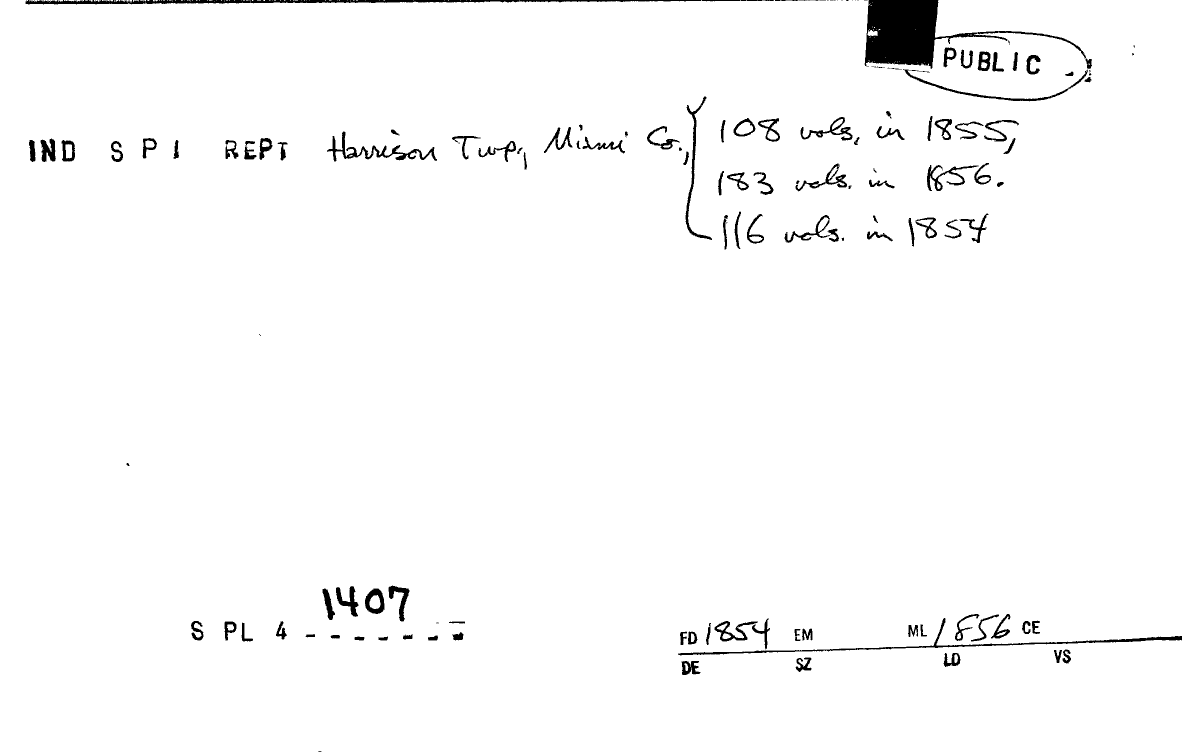 PUBLIC
IND S P I REPT Harrison Twp, Miami Co., 108 vols. in 1855,
183 vols. in 1856.
116 vols. in 1854
1407
S PL 4 - - - - - - -
FD 1854 EM ML 1856 CE
DE SZ LD VS